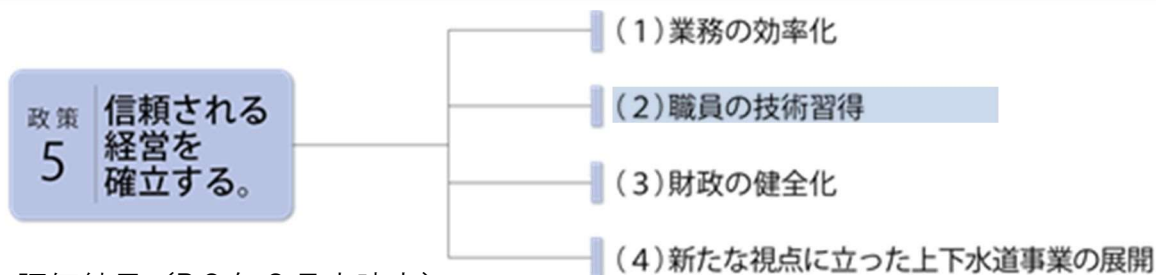 政策
5
信頼される
経営を
確立する。
(1)業務の効率化
(2)職員の技術習得
(3)財政の健全化
(4)新たな視点に立った上下水道事業の展開